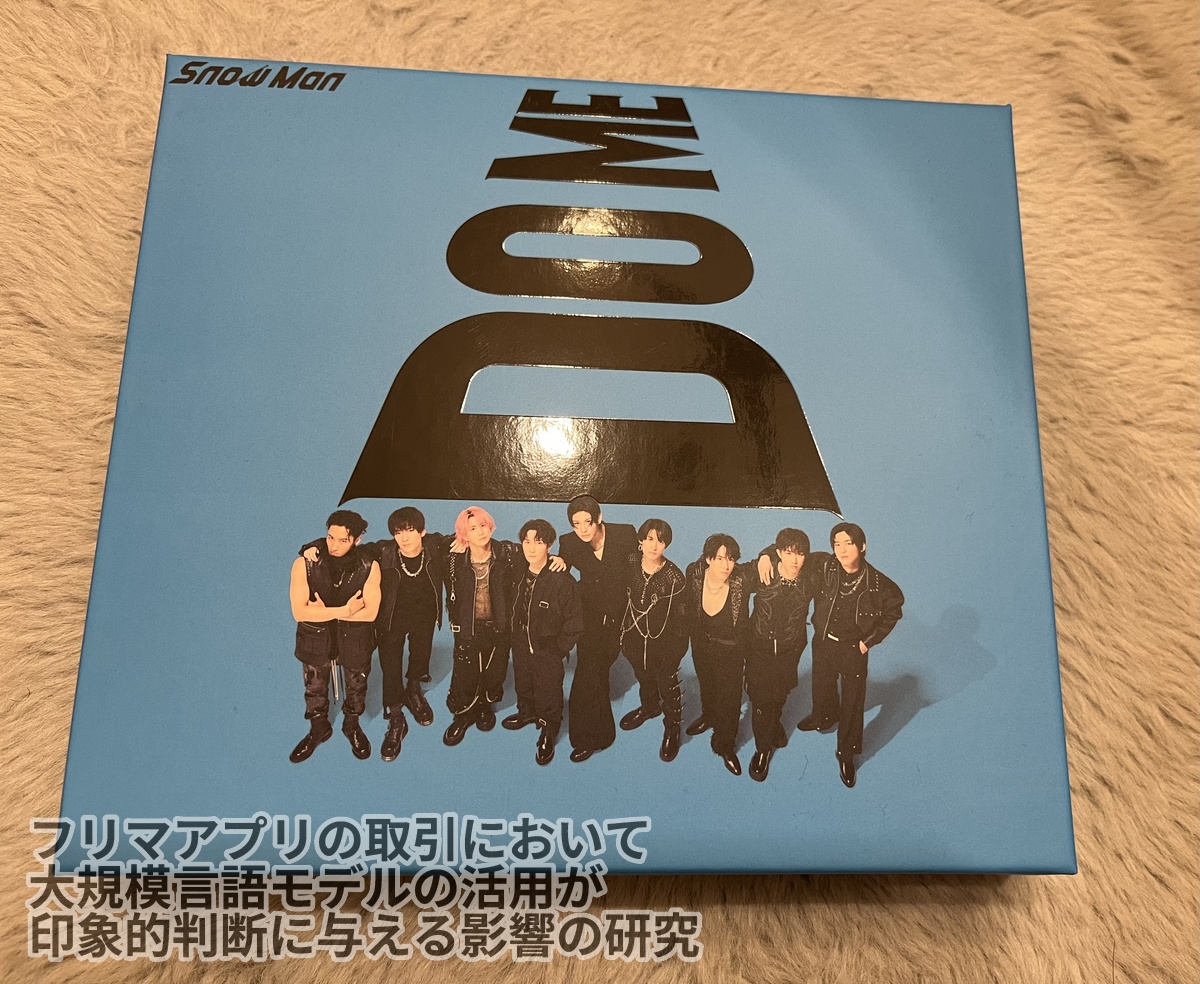 Snow Man
DOME
フリマアプリの取引において
大規模言語モデルの活用が
印象的判断に与える影響の研究